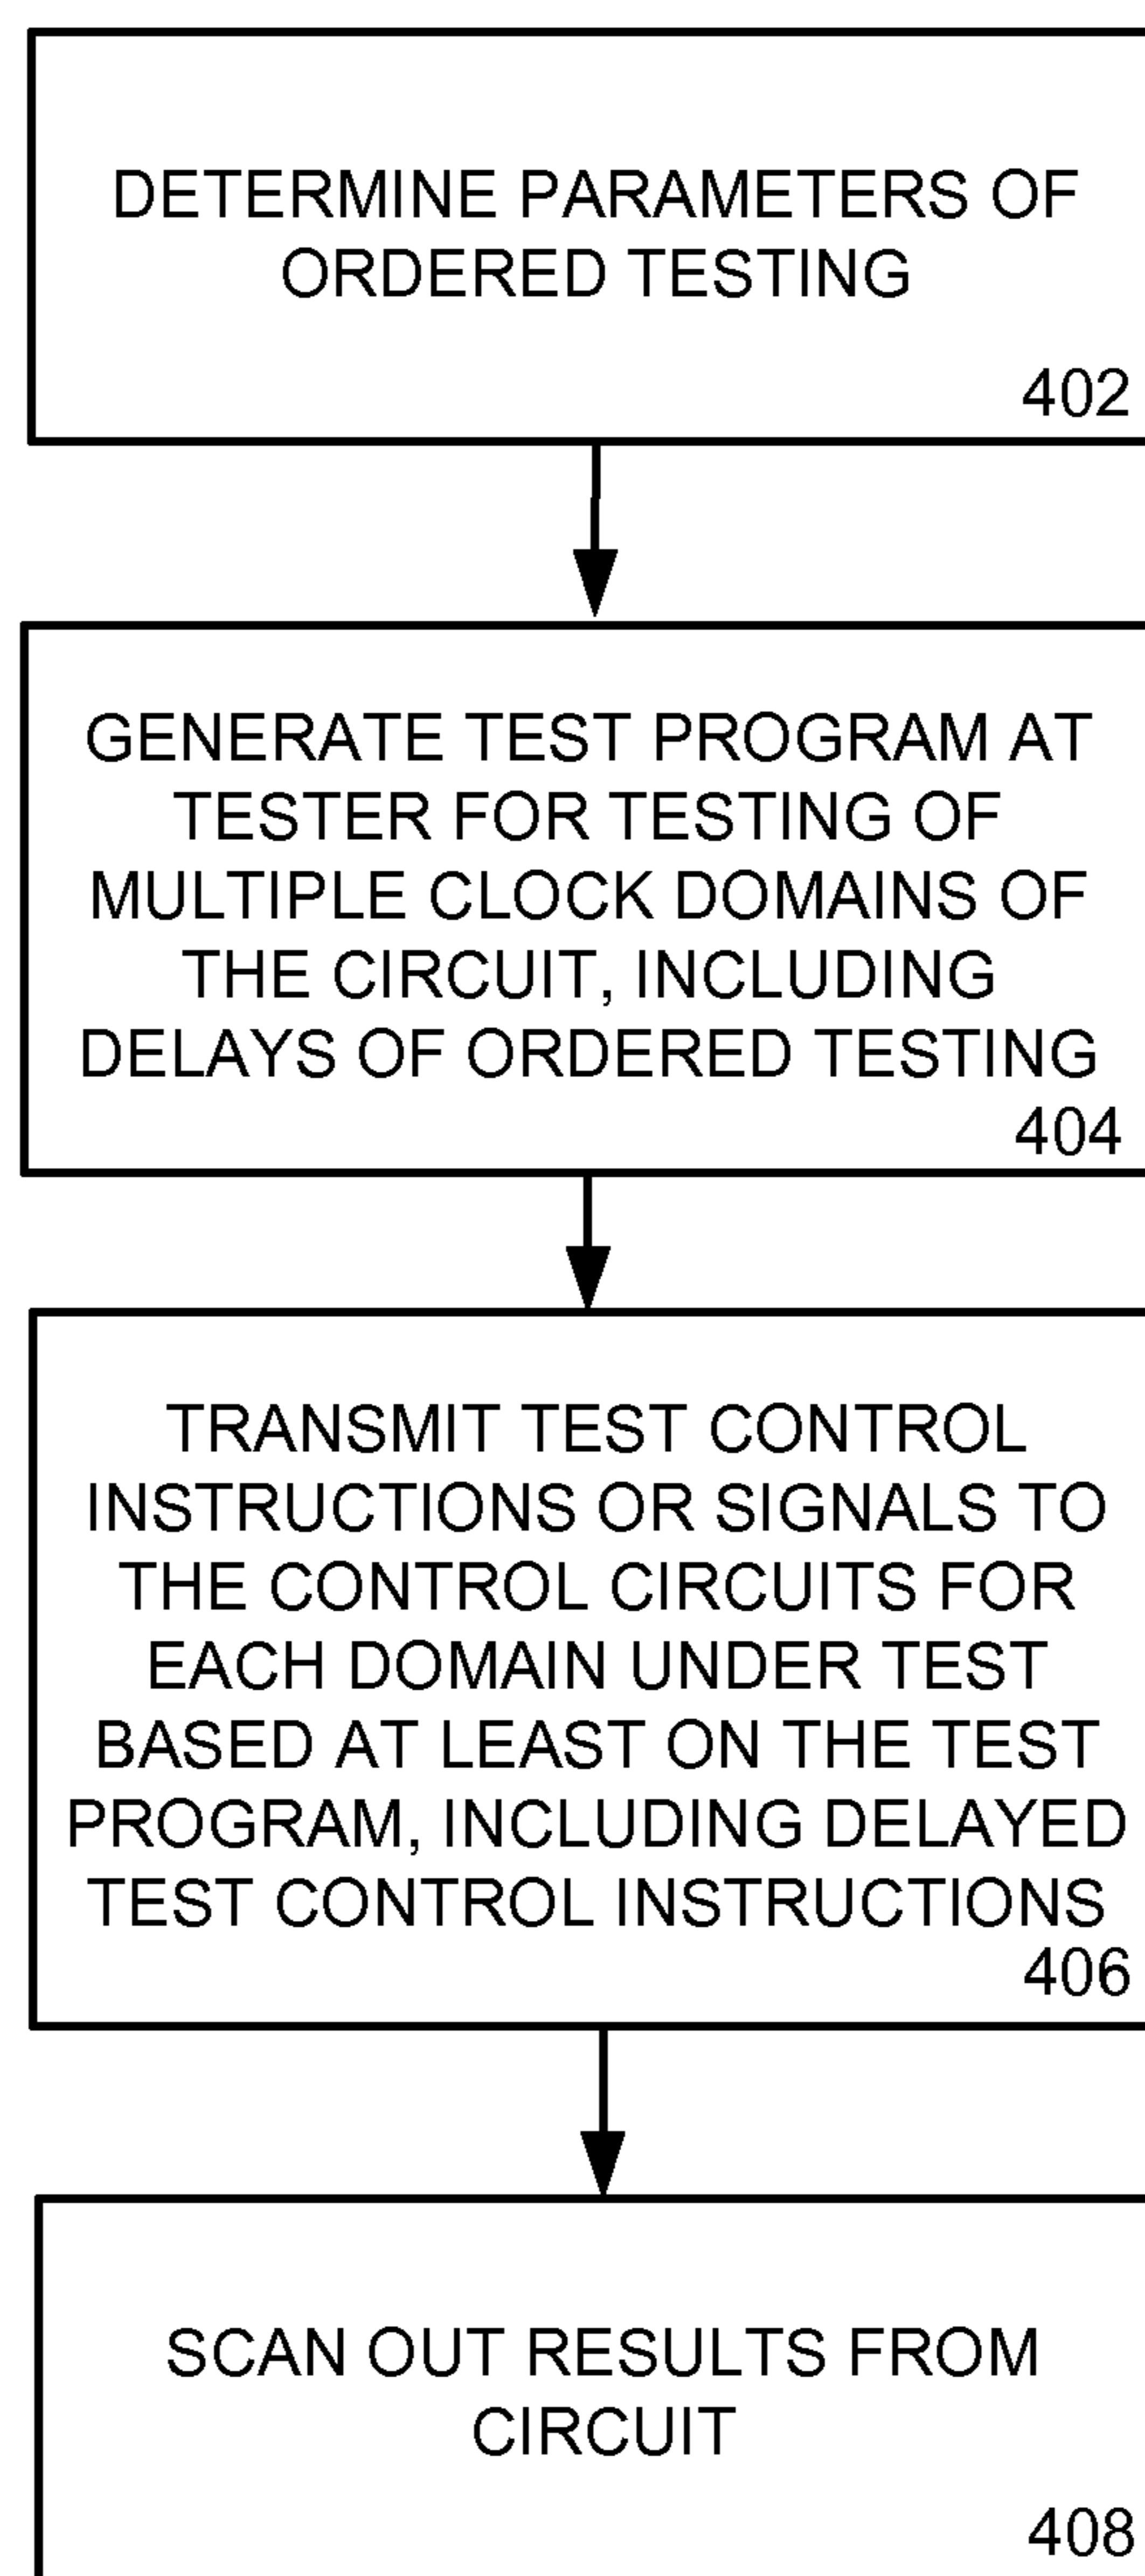 DETERMINE PARAMETERS OF
ORDERED TESTING
402
GENERATE TEST PROGRAM AT
TESTER FOR TESTING OF
MULTIPLE CLOCK DOMAINS OF
THE CIRCUIT, INCLUDING
DELAYS OF ORDERED TESTING
404
TRANSMIT TEST CONTROL
INSTRUCTIONS OR SIGNALS TO
THE CONTROL CIRCUITS FOR
EACH DOMAIN UNDER TEST
BASED AT LEAST ON THE TEST
PROGRAM, INCLUDING DELAYED
TEST CONTROL INSTRUCTIONS
406
SCAN OUT RESULTS FROM
CIRCUIT
408